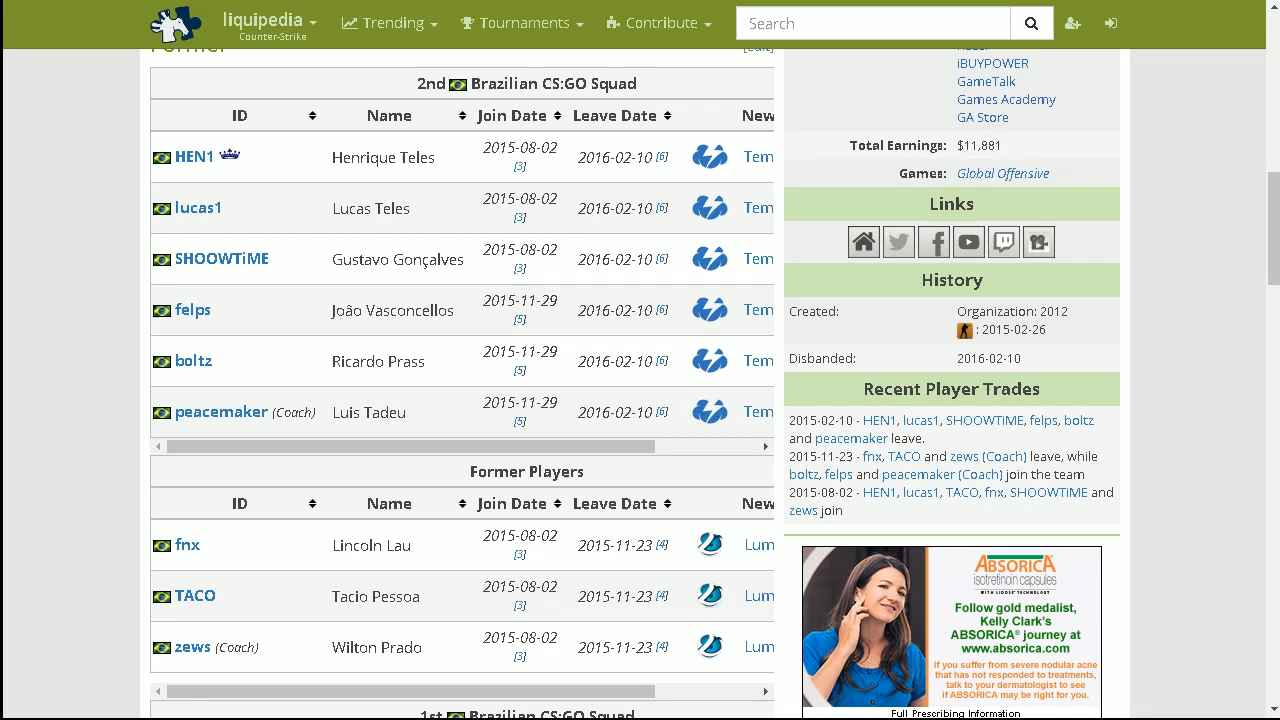 liquipedia
Counter-Strike
Trending
Tournaments
Contribute
Search
Former
[edit]
2nd Brazilian CS:GO Squad
ID Name Join Date Leave Date New
HEN1 Henrique Teles 2015-08-02 [3] 2016-02-10 [6] Tem
lucas1 Lucas Teles 2015-08-02 [3] 2016-02-10 [6] Tem
SHOOWTiME Gustavo Gonçalves 2015-08-02 [3] 2016-02-10 [6] Tem
felps João Vasconcellos 2015-11-29 [5] 2016-02-10 [6] Tem
boltz Ricardo Prass 2015-11-29 [5] 2016-02-10 [6] Tem
peacemaker (Coach) Luis Tadeu 2015-11-29 [5] 2016-02-10 [6] Tem
Former Players
ID Name Join Date Leave Date New
fnx Lincoln Lau 2015-08-02 [3] 2015-11-23 [4] Lum
TACO Tacio Pessoa 2015-08-02 [3] 2015-11-23 [4] Lum
zews (Coach) Wilton Prado 2015-08-02 [3] 2015-11-23 [4] Lum
1st Brazilian CS:GO Squad
iBUYPOWER
GameTalk
Games Academy
GA Store
Total Earnings: $11,881
Games: Global Offensive
Links
History
Created: Organization: 2012
: 2015-02-26
Disbanded: 2016-02-10
Recent Player Trades
2015-02-10 - HEN1, lucas1, SHOOWTiME, felps, boltz
and peacemaker leave.
2015-11-23 - fnx, TACO and zews (Coach) leave, while
boltz, felps and peacemaker (Coach) join the team
2015-08-02 - HEN1, lucas1, TACO, fnx, SHOOWTiME and
zews join
ABSORICA
isotretinoin capsules
WITH LIDOSE TECHNOLOGY
Follow gold medalist,
Kelly Clark's
ABSORICA® journey at
www.absorica.com
If you suffer from severe nodular acne
that has not responded to treatments,
talk to your dermatologist to see
if ABSORICA may be right for you.
Full Prescribing Information